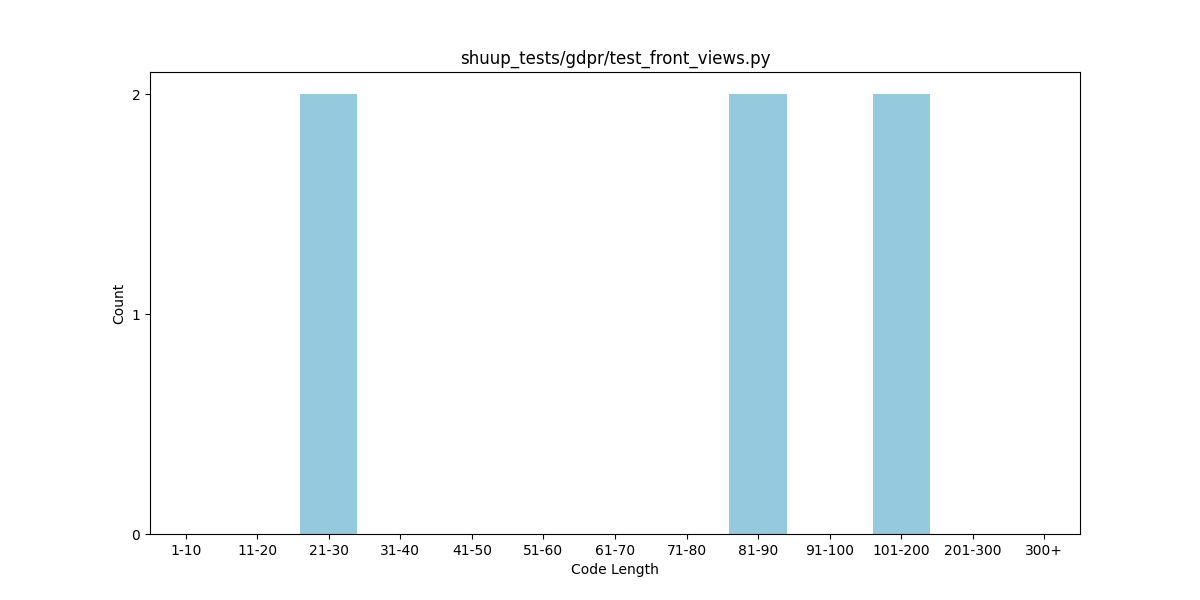 shuup_tests/gdpr/test_front_views.py
Count
2
1
0
1-10 11-20 21-30 31-40 41-50 51-60 61-70 71-80 81-90 91-100 101-200 201-300 300+
Code Length